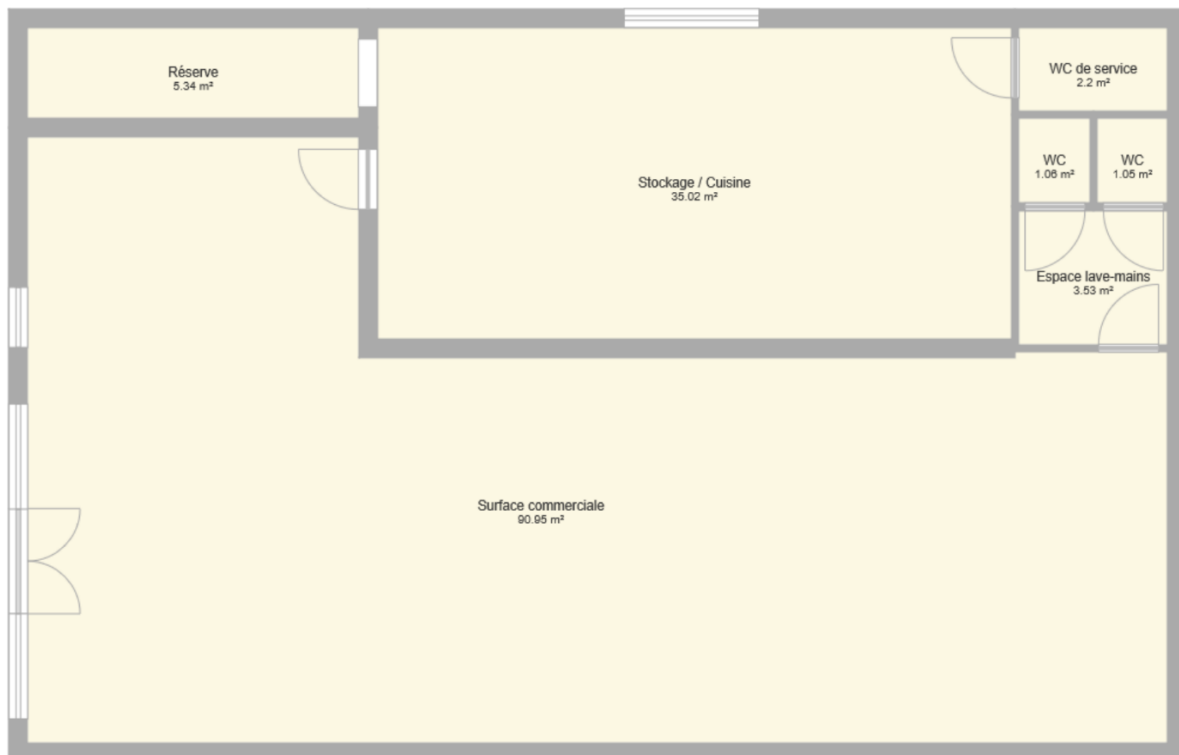 Réserve
5.34 m²
WC de service
2.2 m²
Stockage / Cuisine
35.02 m²
WC
1.06 m²
WC
1.05 m²
Espace lave-mains
3.53 m²
Surface commerciale
90.95 m²